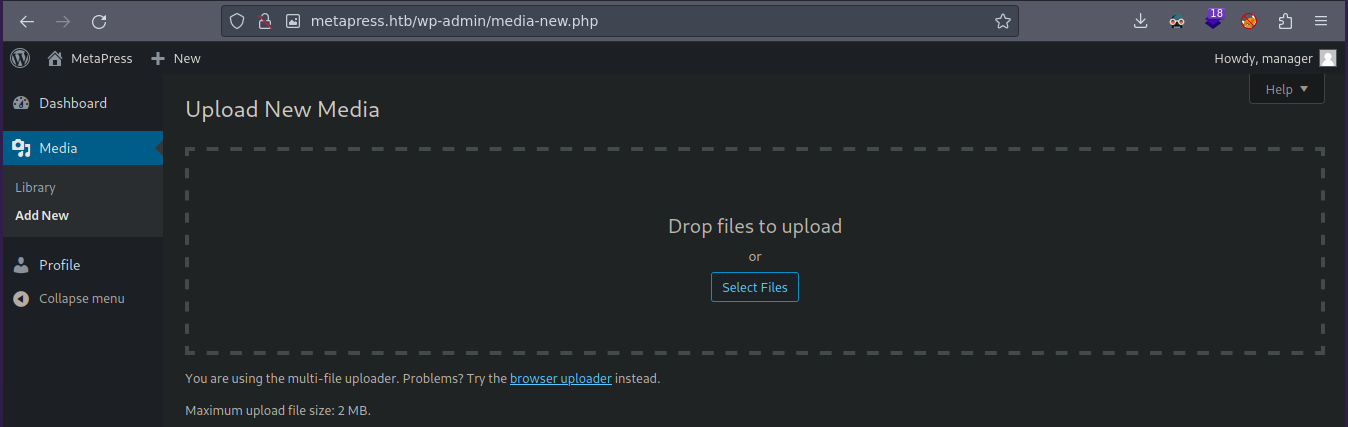 metapress.htb/wp-admin/media-new.php
18
MetaPress
New
Howdy, manager
Dashboard
Media
Library
Add New
Profile
Collapse menu
Help
Upload New Media
Drop files to upload
or
Select Files
You are using the multi-file uploader. Problems? Try the browser uploader instead.
Maximum upload file size: 2 MB.